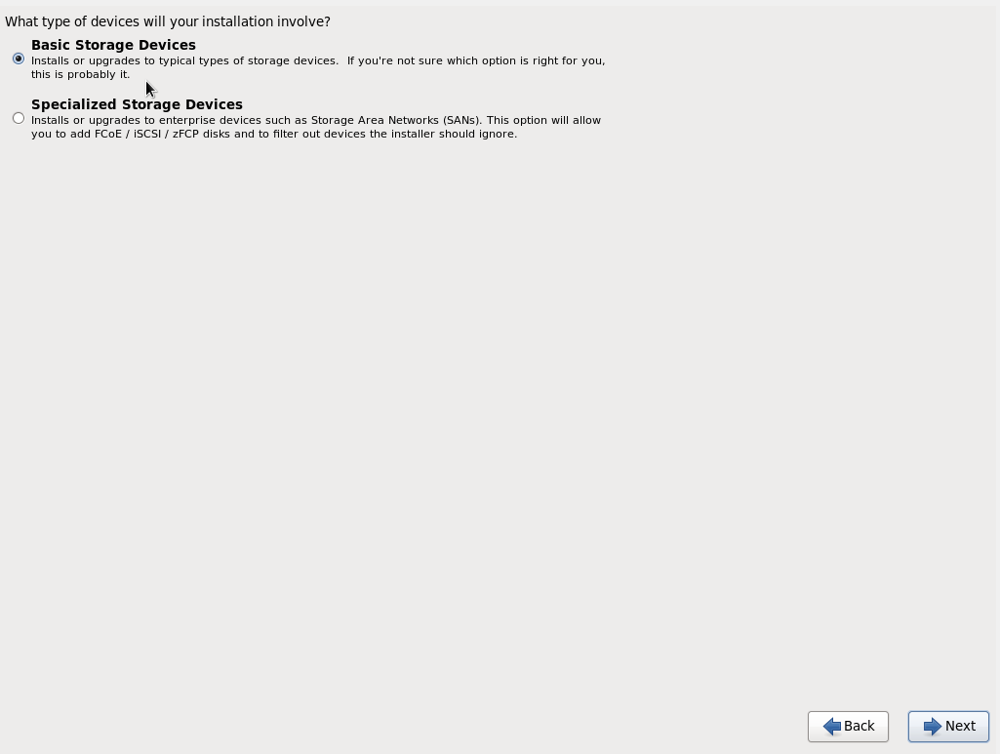 What type of devices will your installation involve?
Basic Storage Devices
Installs or upgrades to typical types of storage devices.  If you're not sure which option is right for you,
this is probably it.
Specialized Storage Devices
Installs or upgrades to enterprise devices such as Storage Area Networks (SANs). This option will allow
you to add FCoE / iSCSI / zFCP disks and to filter out devices the installer should ignore.
Back
Next